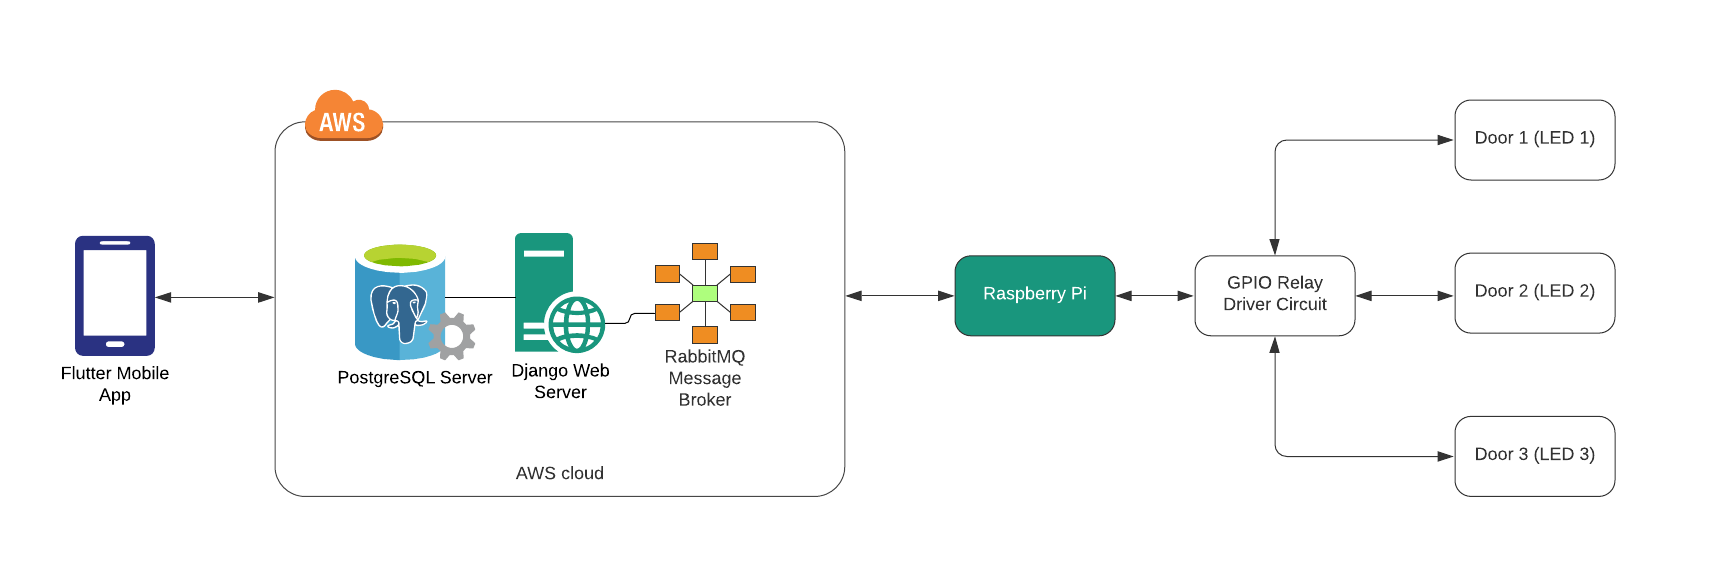 AWS
Flutter Mobile
App
PostgreSQL Server
Django Web
Server
RabbitMQ
Message
Broker
AWS cloud
Raspberry Pi
GPIO Relay
Driver Circuit
Door 1 (LED 1)
Door 2 (LED 2)
Door 3 (LED 3)